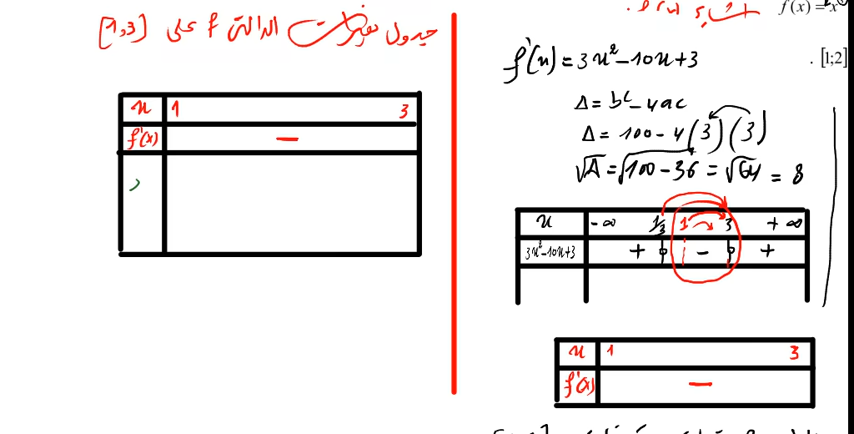 جدول تغيرات الدالة f على [1,3]
x 1 3
f'(x) −
f(x) = x
f'(x) = 3x² − 10x + 3
. [1;2]
Δ = b² − 4ac
Δ = 100 − 4(3)(3)
√Δ = √100 − 36 = √64 = 8
x −∞ 1/3 1 3 +∞
3x²−10x+3 + 0 − 0 +
x 1 3
f'(x) −